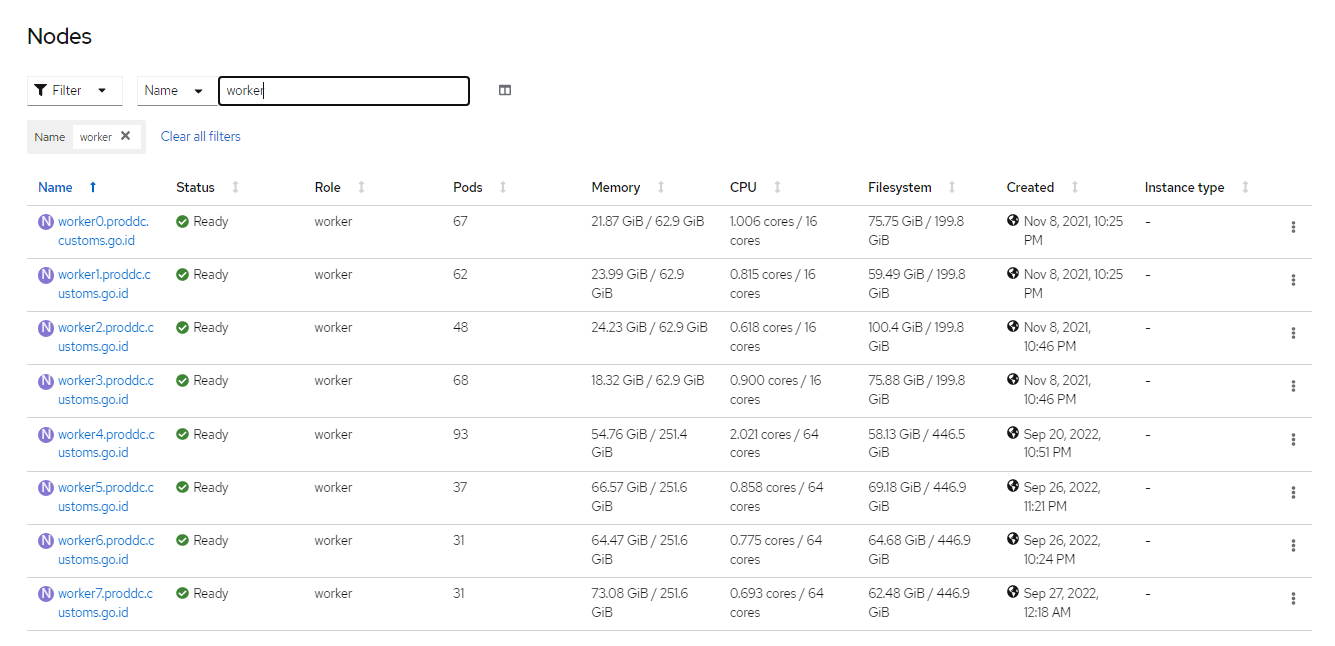 Nodes
Filter Name worker
Name worker Clear all filters
Name Status Role Pods Memory CPU Filesystem Created Instance type
N worker0.proddc. Ready worker 67 21.87 GiB / 62.9 GiB 1.006 cores / 16 75.75 GiB / 199.8 Nov 8, 2021, 10:25 -
customs.go.id cores GiB PM
N worker1.proddc.c Ready worker 62 23.99 GiB / 62.9 0.815 cores / 16 59.49 GiB / 199.8 Nov 8, 2021, 10:25 -
ustoms.go.id GiB cores GiB PM
N worker2.proddc.c Ready worker 48 24.23 GiB / 62.9 GiB 0.618 cores / 16 100.4 GiB / 199.8 Nov 8, 2021, -
ustoms.go.id cores GiB 10:46 PM
N worker3.proddc.c Ready worker 68 18.32 GiB / 62.9 GiB 0.900 cores / 16 75.88 GiB / 199.8 Nov 8, 2021, -
ustoms.go.id cores GiB 10:46 PM
N worker4.proddc.c Ready worker 93 54.76 GiB / 251.4 2.021 cores / 64 58.13 GiB / 446.5 Sep 20, 2022, -
ustoms.go.id GiB cores GiB 10:51 PM
N worker5.proddc.c Ready worker 37 66.57 GiB / 251.6 0.858 cores / 64 69.18 GiB / 446.9 Sep 26, 2022, -
ustoms.go.id GiB cores GiB 11:21 PM
N worker6.proddc.c Ready worker 31 64.47 GiB / 251.6 0.775 cores / 64 64.68 GiB / 446.9 Sep 26, 2022, -
ustoms.go.id GiB cores GiB 10:24 PM
N worker7.proddc.c Ready worker 31 73.08 GiB / 251.6 0.693 cores / 64 62.48 GiB / 446.9 Sep 27, 2022, -
ustoms.go.id GiB cores GiB 12:18 AM